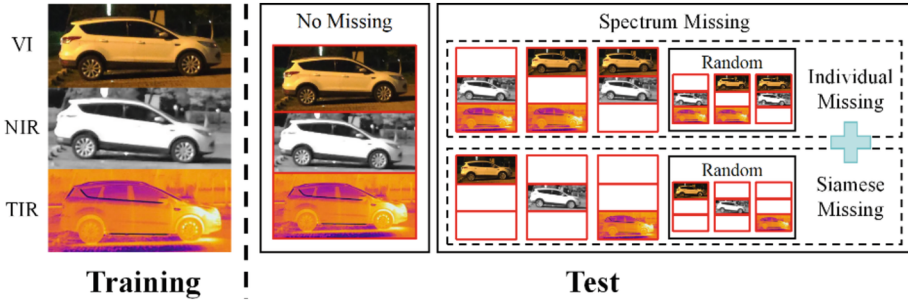 VI
NIR
TIR
Training
No Missing
Spectrum Missing
Random
Individual
Missing
Random
Siamese
Missing
Test